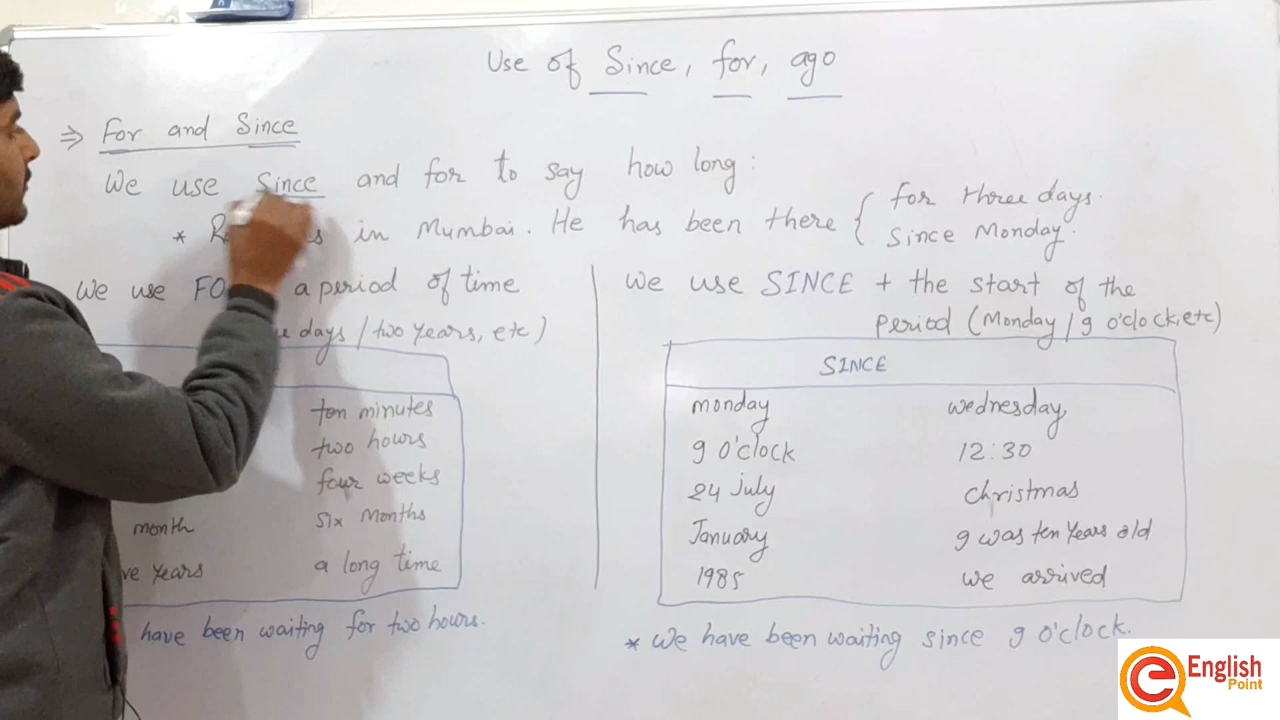 Use of Since, for, ago
⇒ For and Since
We use Since and for to say how long:
* is in Mumbai. He has been there { for three days.
Since Monday.
We use FO a period of time
days / two years, etc)
ten minutes
two hours
four weeks
month six months
years a long time
have been waiting for two hours.
We use SINCE + the start of the
period (Monday / 9 o'clock, etc)
SINCE
monday wednesday
9 o'clock 12:30
24 july christmas
January I was ten years old
1985 we arrived
* We have been waiting since 9 o'clock.
e English
Point